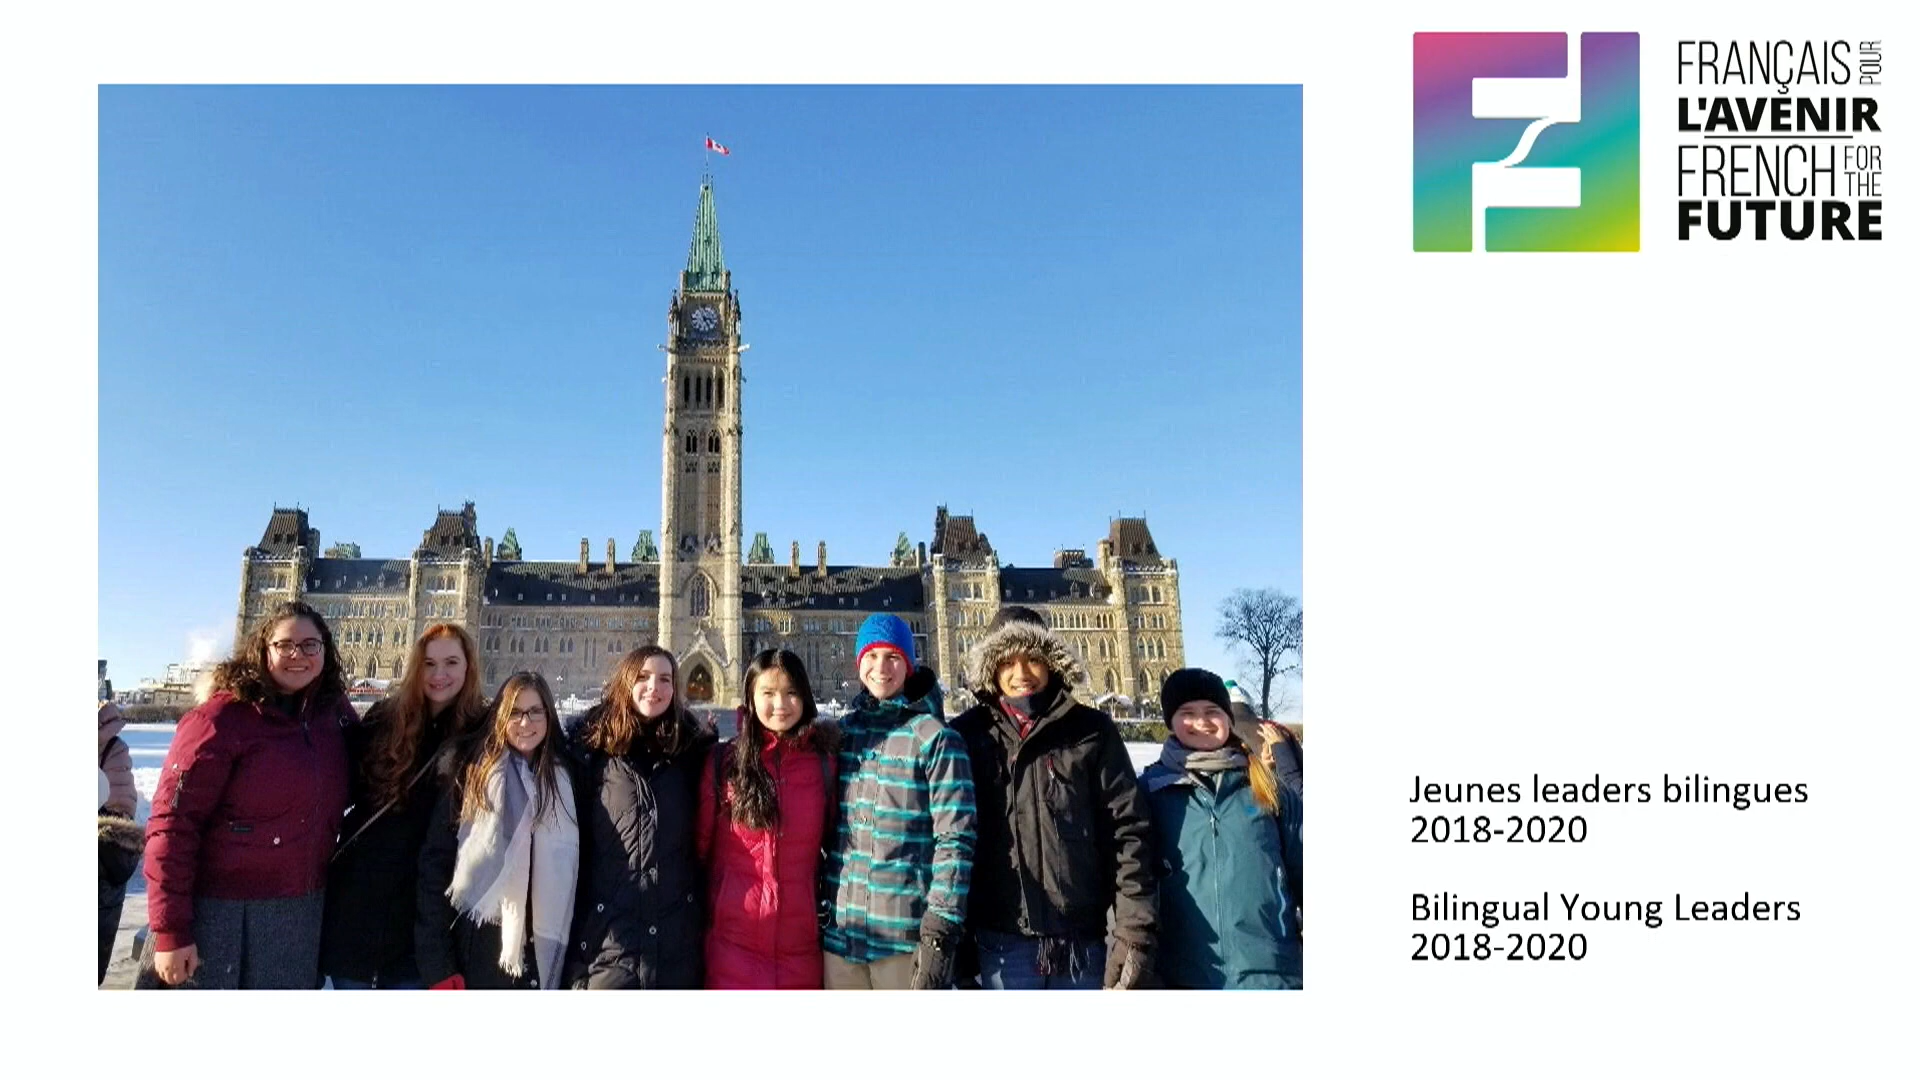 FRANÇAIS POUR
L'AVENIR
FRENCH FOR THE
FUTURE
Jeunes leaders bilingues
2018-2020
Bilingual Young Leaders
2018-2020